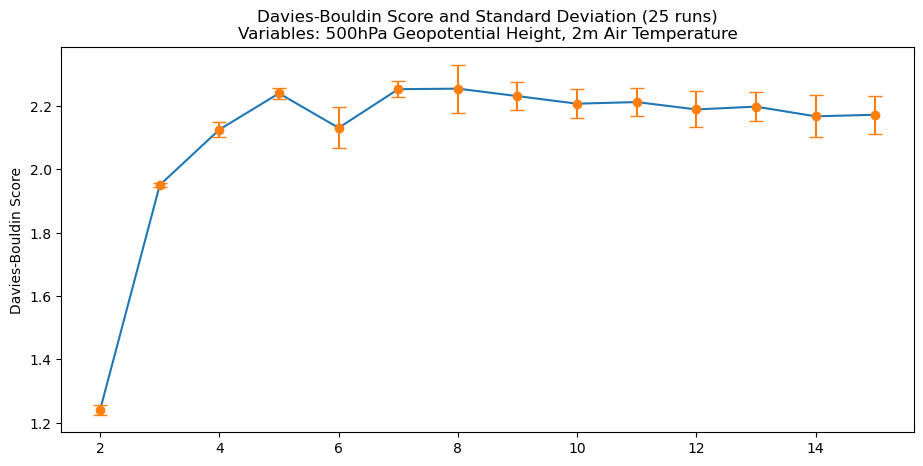 Davies-Bouldin Score and Standard Deviation (25 runs)
Variables: 500hPa Geopotential Height, 2m Air Temperature
Davies-Bouldin Score
2.2
2.0
1.8
1.6
1.4
1.2
2 4 6 8 10 12 14